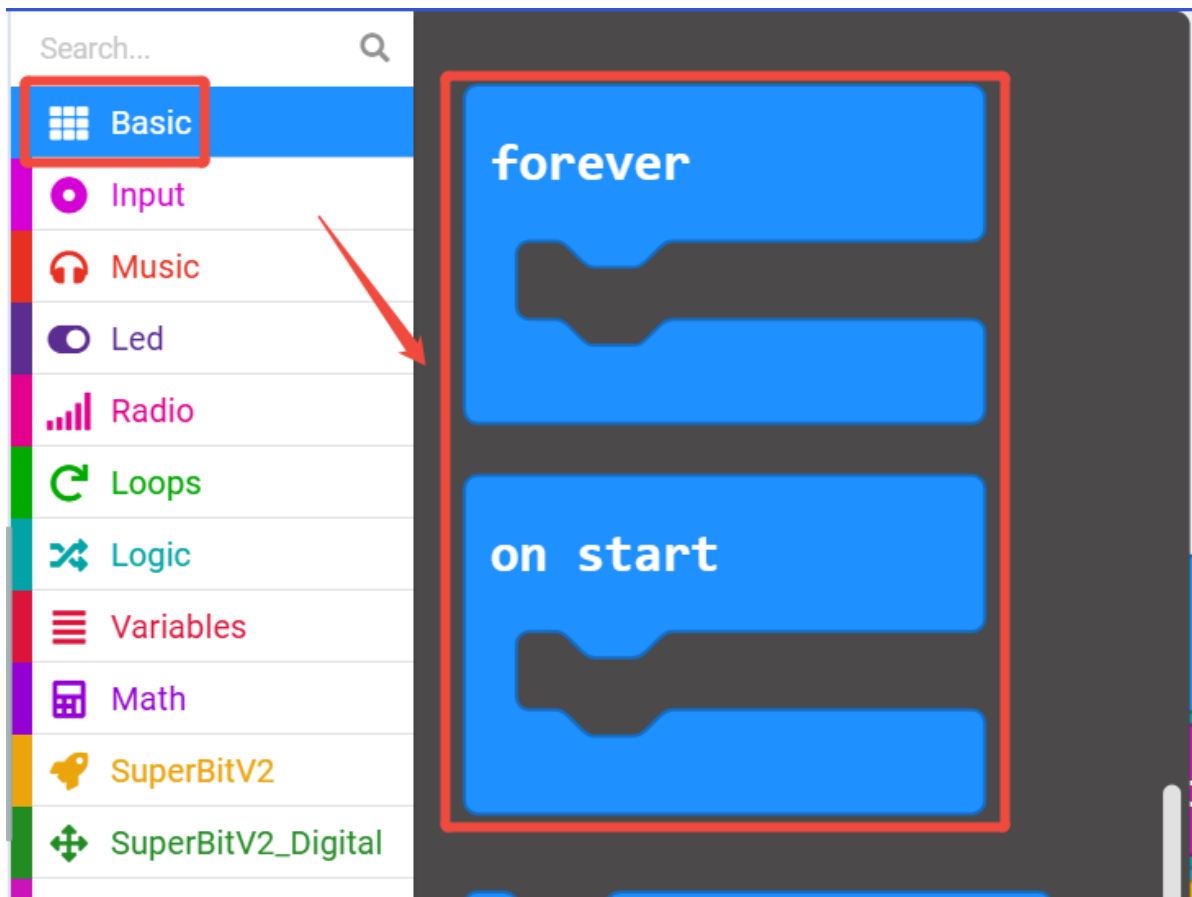 Search...
Basic
Input
Music
Led
Radio
Loops
Logic
Variables
Math
SuperBitV2
SuperBitV2_Digital
forever
on start